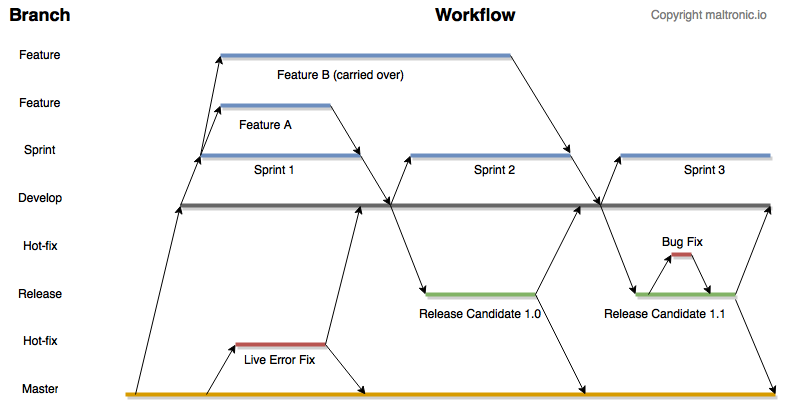 Branch
Workflow
Copyright maltronic.io
Feature
Feature B (carried over)
Feature
Feature A
Sprint
Sprint 1
Sprint 2
Sprint 3
Develop
Hot-fix
Bug Fix
Release
Release Candidate 1.0
Release Candidate 1.1
Hot-fix
Live Error Fix
Master